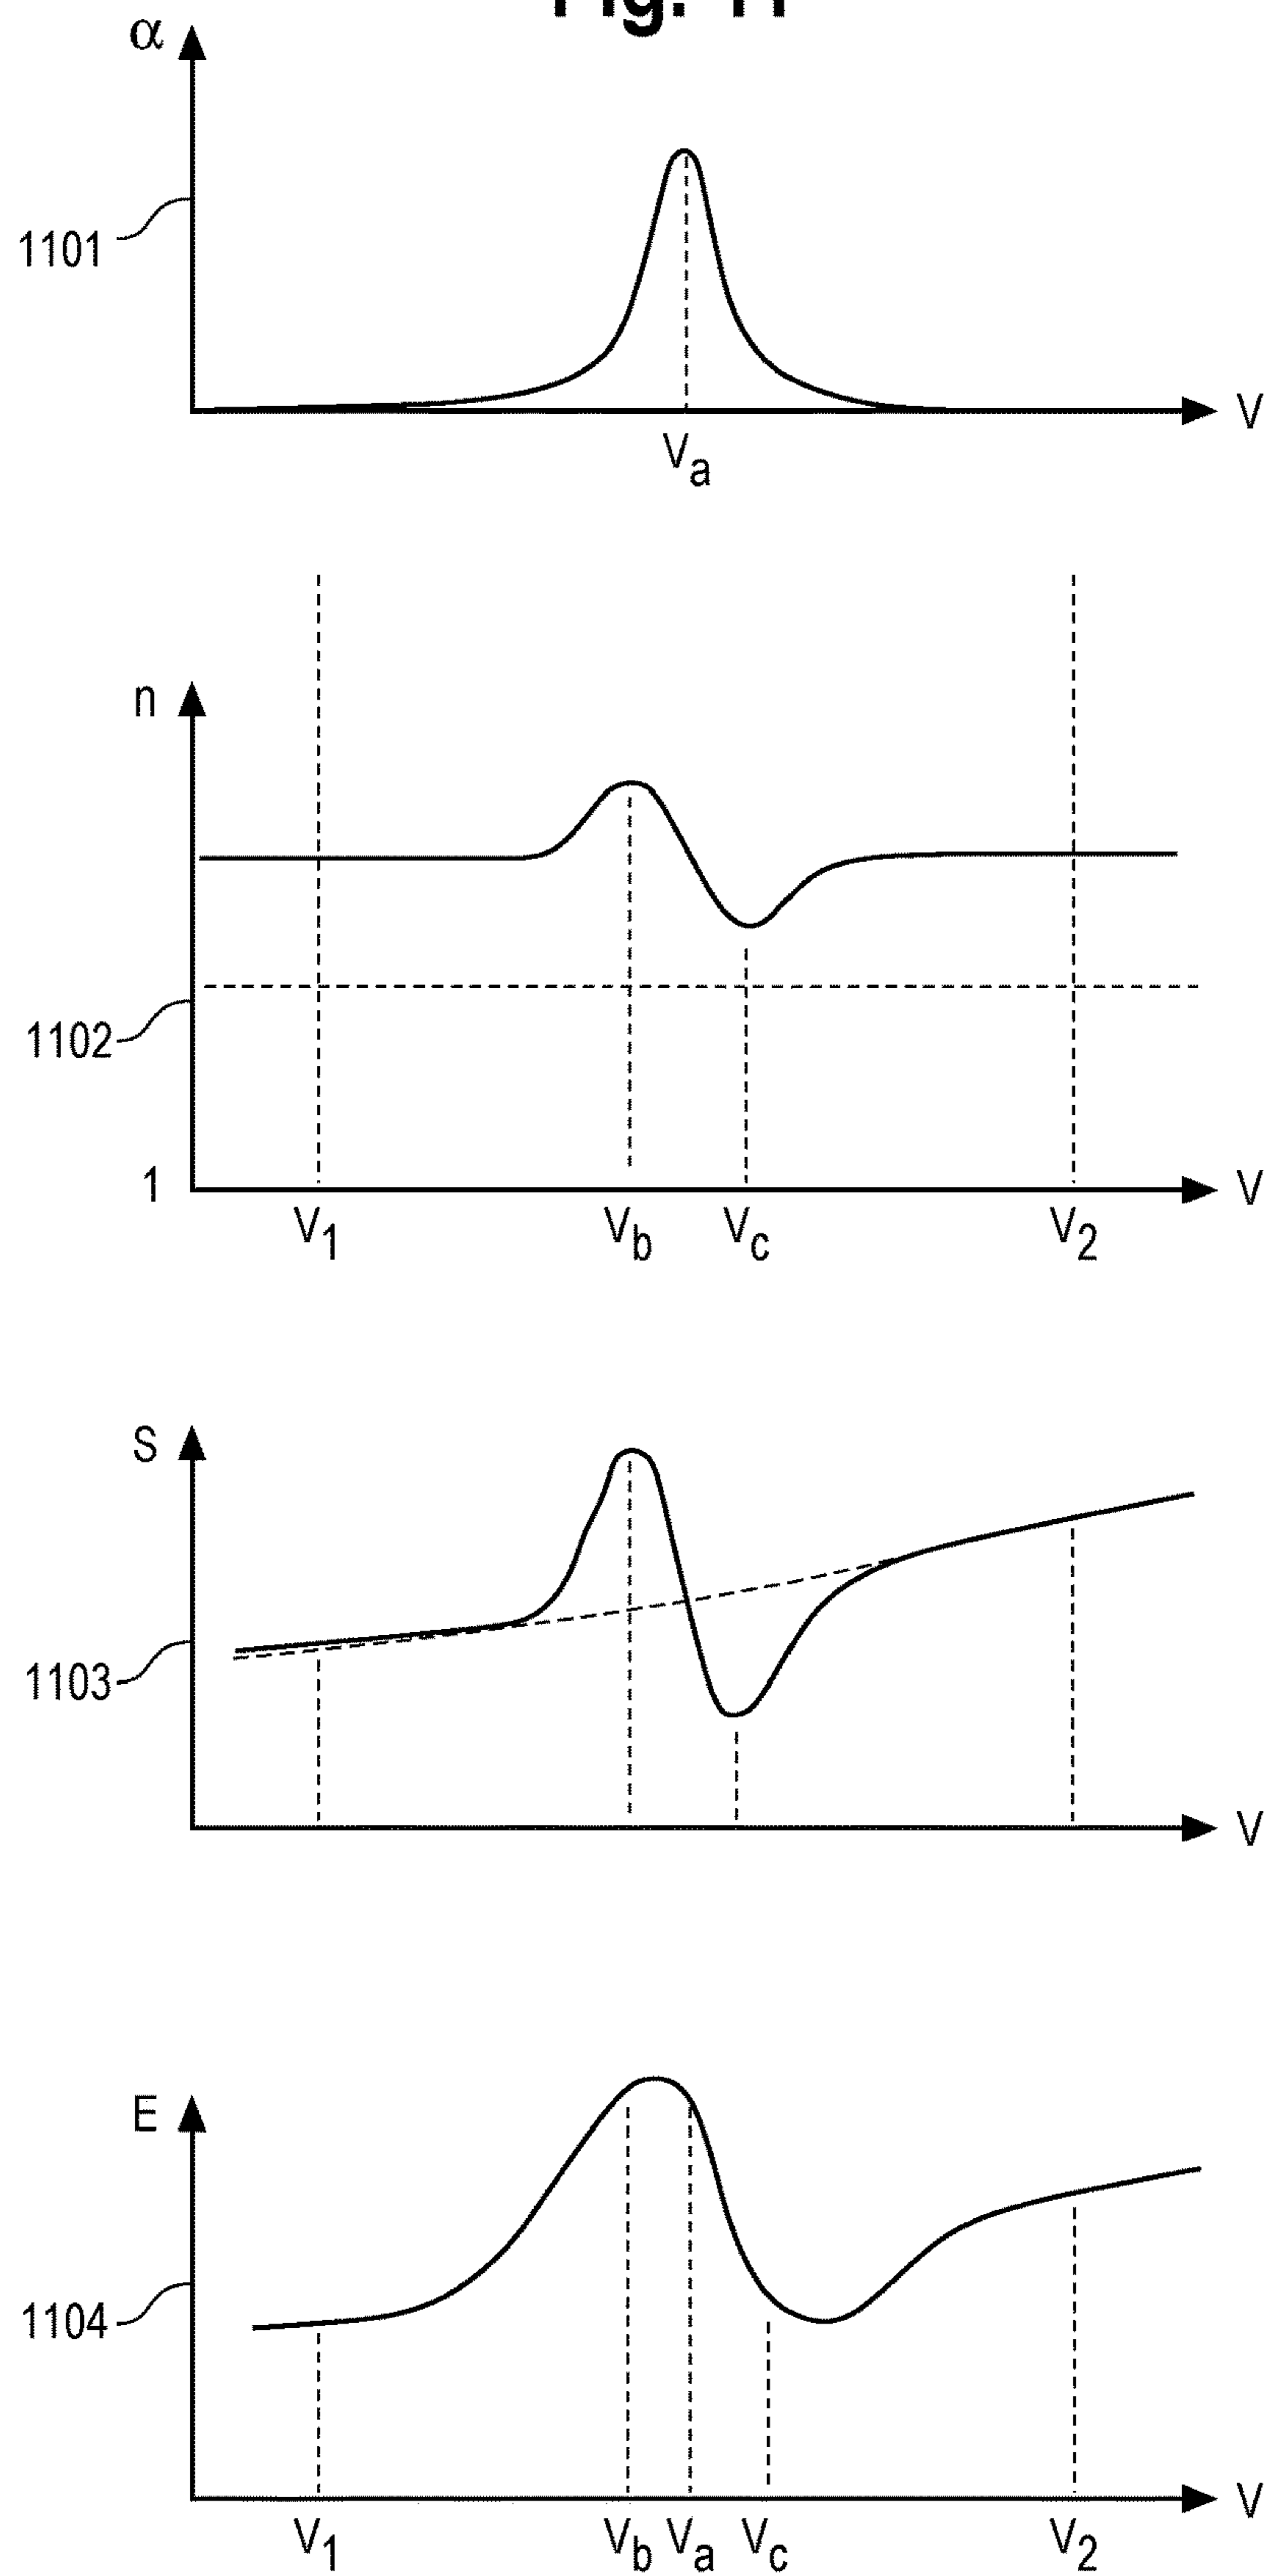 Fig. 11
α
1101
V
Va
n
1102
1
V
V1 Vb Vc V2
S
1103
V
E
1104
V
V1 Vb Va Vc V2